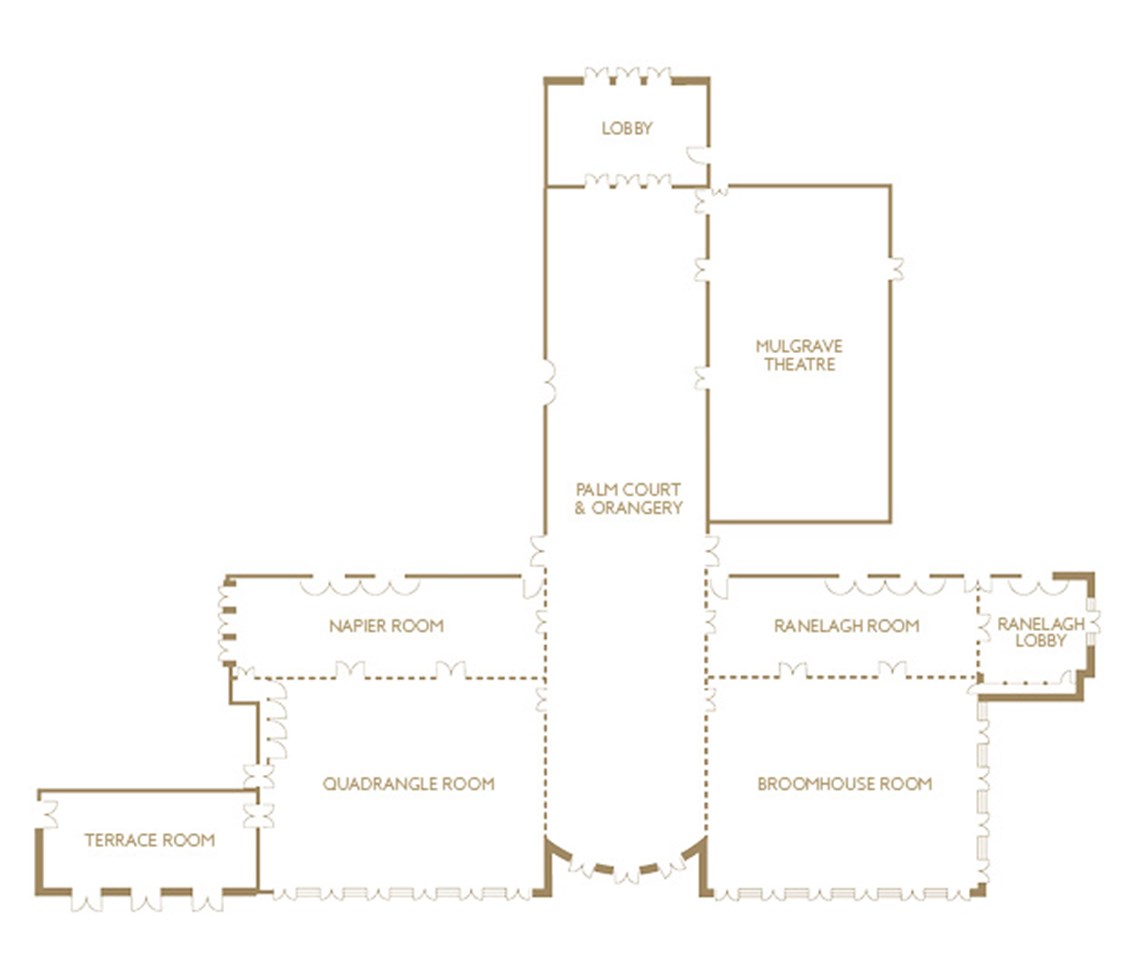 LOBBY
MULGRAVE
THEATRE
PALM COURT
& ORANGERY
NAPIER ROOM
RANELAGH ROOM
RANELAGH
LOBBY
QUADRANGLE ROOM
BROOMHOUSE ROOM
TERRACE ROOM